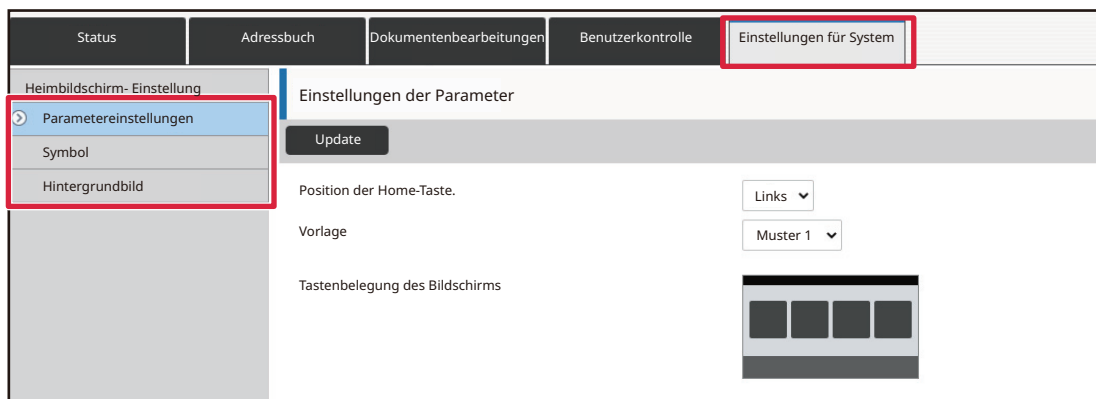 Status
Adressbuch
Dokumentenbearbeitungen
Benutzerkontrolle
Einstellungen für System
Heimbildschirm- Einstellung
Parametereinstellungen
Symbol
Hintergrundbild
Einstellungen der Parameter
Update
Position der Home-Taste.
Links
Vorlage
Muster 1
Tastenbelegung des Bildschirms